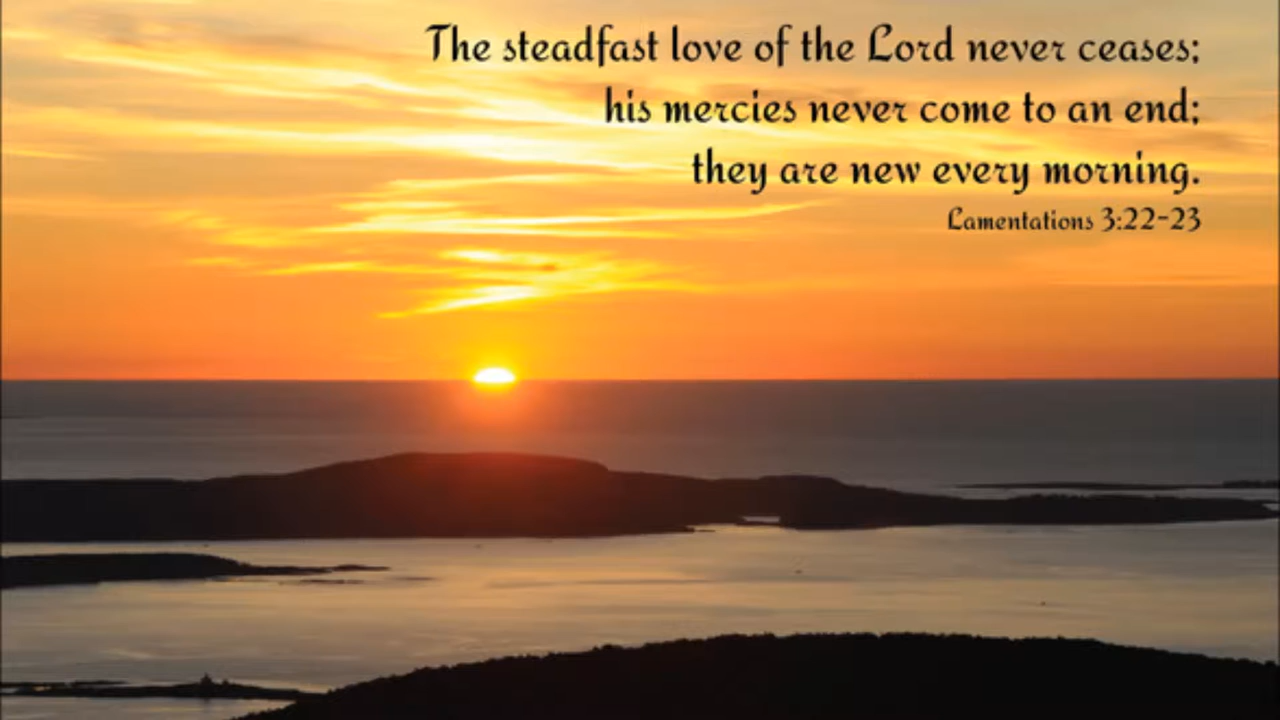 The steadfast love of the Lord never ceases;
his mercies never come to an end;
they are new every morning.
Lamentations 3:22-23